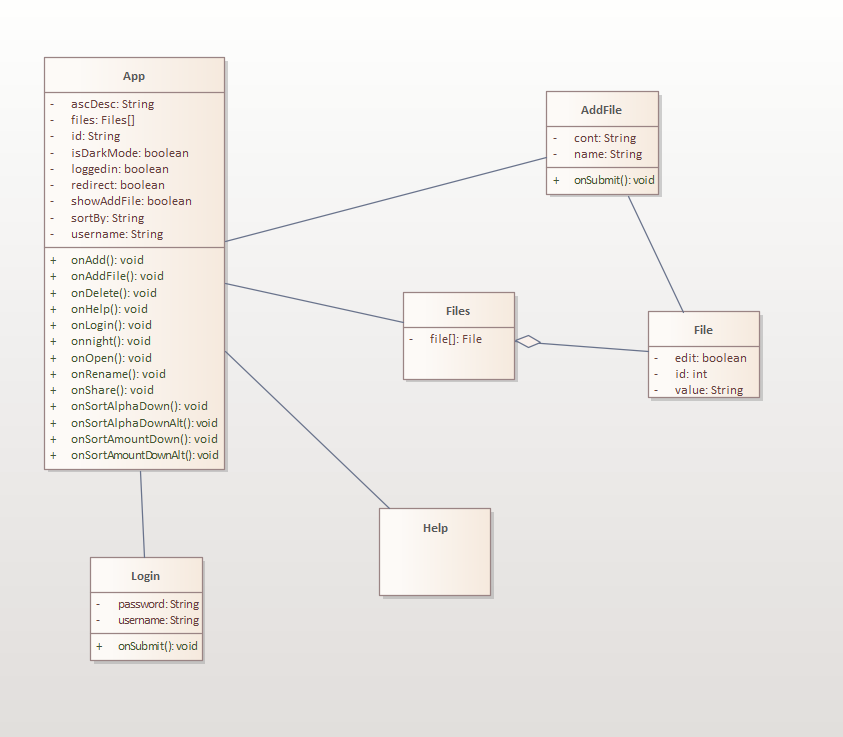 App
- ascDesc: String
- files: Files[]
- id: String
- isDarkMode: boolean
- loggedin: boolean
- redirect: boolean
- showAddFile: boolean
- sortBy: String
- username: String
+ onAdd(): void
+ onAddFile(): void
+ onDelete(): void
+ onHelp(): void
+ onLogin(): void
+ onnight(): void
+ onOpen(): void
+ onRename(): void
+ onShare(): void
+ onSortAlphaDown(): void
+ onSortAlphaDownAlt(): void
+ onSortAmountDown(): void
+ onSortAmountDownAlt(): void
AddFile
- cont: String
- name: String
+ onSubmit(): void
Files
- file[]: File
File
- edit: boolean
- id: int
- value: String
Help
Login
- password: String
- username: String
+ onSubmit(): void